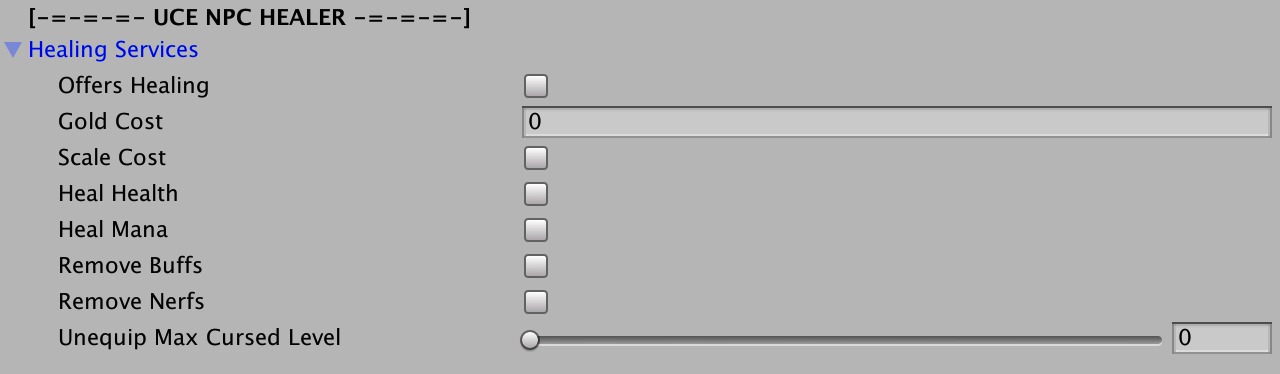 [-=-=-=- UCE NPC HEALER -=-=-=-]
Healing Services
Offers Healing
Gold Cost 0
Scale Cost
Heal Health
Heal Mana
Remove Buffs
Remove Nerfs
Unequip Max Cursed Level 0